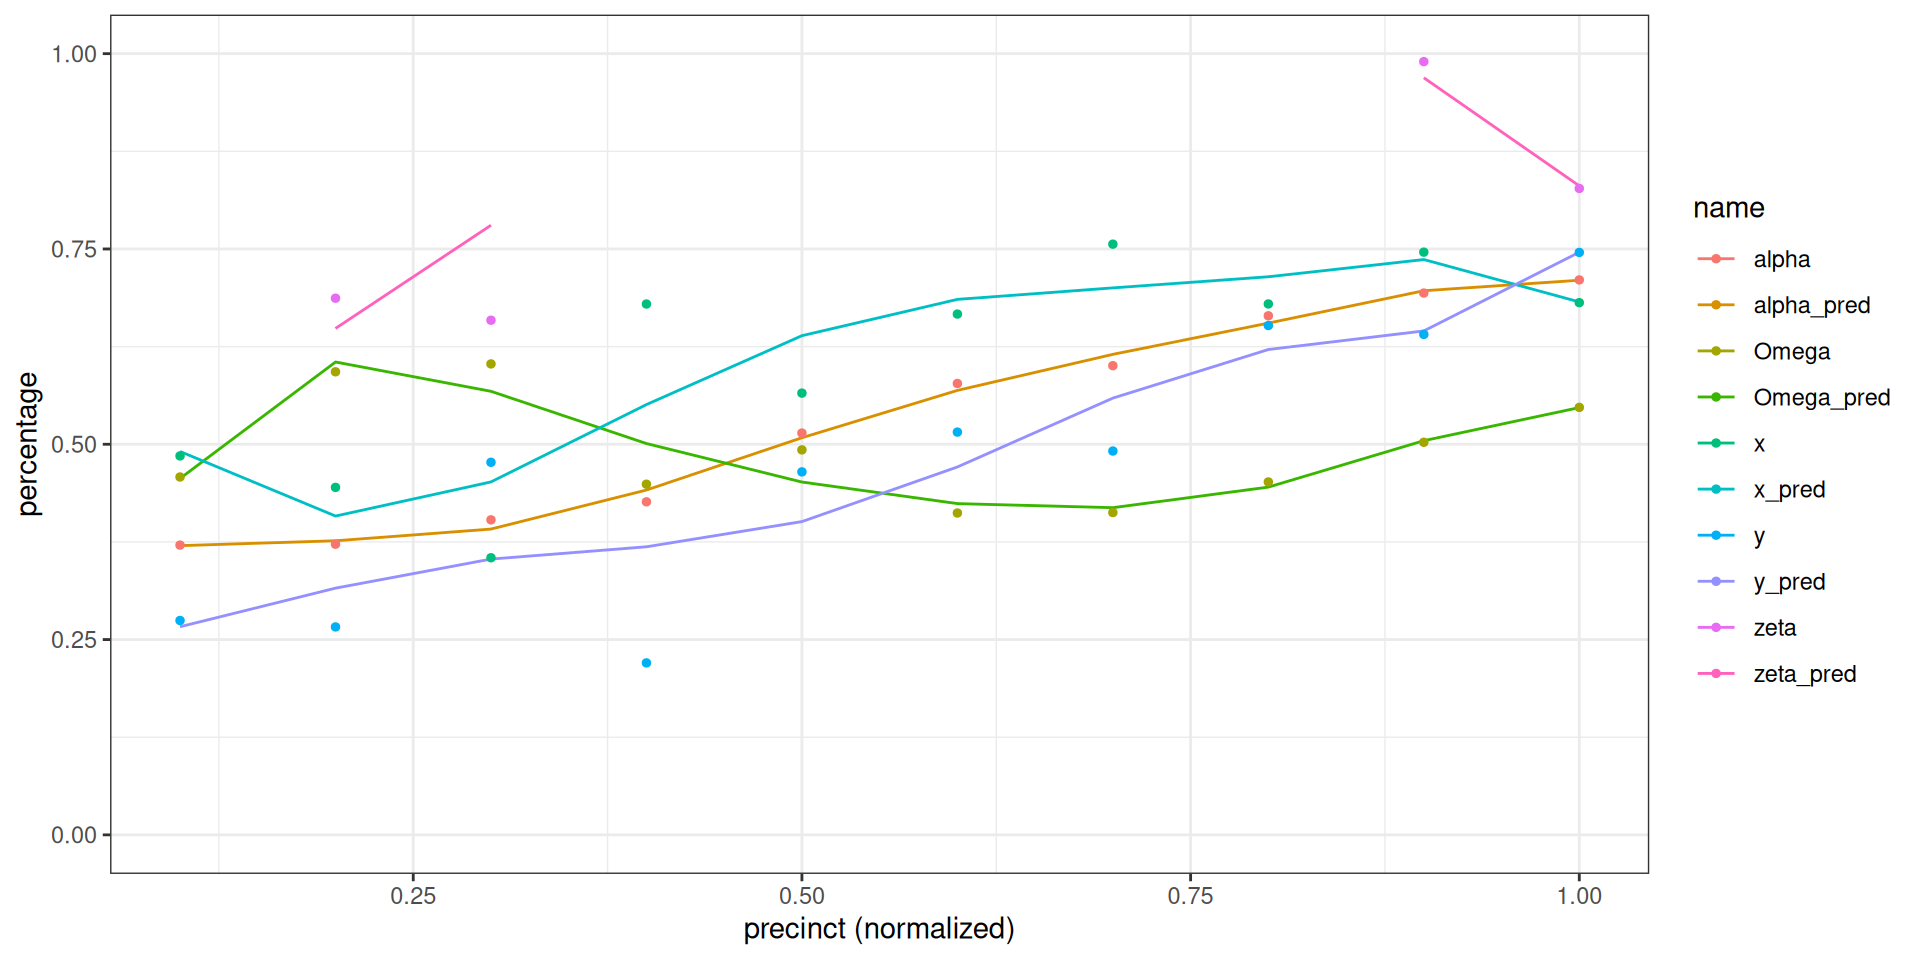 1.00
0.75
0.50
0.25
0.00
percentage
0.25 0.50 0.75 1.00
precinct (normalized)
name
alpha
alpha_pred
Omega
Omega_pred
x
x_pred
y
y_pred
zeta
zeta_pred